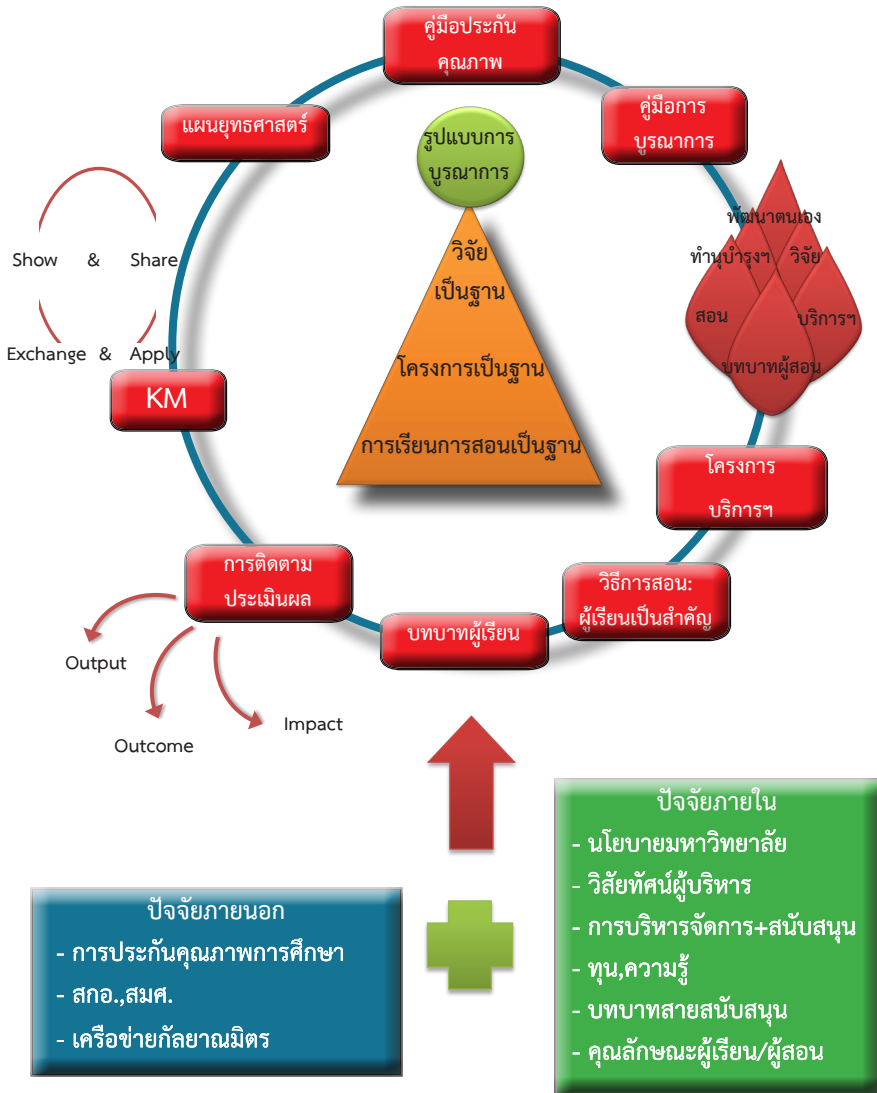 คู่มือประกัน
คุณภาพ
คู่มือการ
บูรณาการ
แผนยุทธศาสตร์
รูปแบบการ
บูรณาการ
พัฒนาตนเอง
ทำนุบำรุงฯ วิจัย
สอน บริการฯ
บทบาทผู้สอน
วิจัย
เป็นฐาน
โครงการเป็นฐาน
การเรียนการสอนเป็นฐาน
Show & Share
Exchange & Apply
KM
โครงการ
บริการฯ
การติดตาม
ประเมินผล
วิธีการสอน:
ผู้เรียนเป็นสำคัญ
บทบาทผู้เรียน
Output
Outcome
Impact
ปัจจัยภายนอก
- การประกันคุณภาพการศึกษา
- สกอ.,สมศ.
- เครือข่ายกัลยาณมิตร
ปัจจัยภายใน
- นโยบายมหาวิทยาลัย
- วิสัยทัศน์ผู้บริหาร
- การบริหารจัดการ+สนับสนุน
- ทุน,ความรู้
- บทบาทสายสนับสนุน
- คุณลักษณะผู้เรียน/ผู้สอน